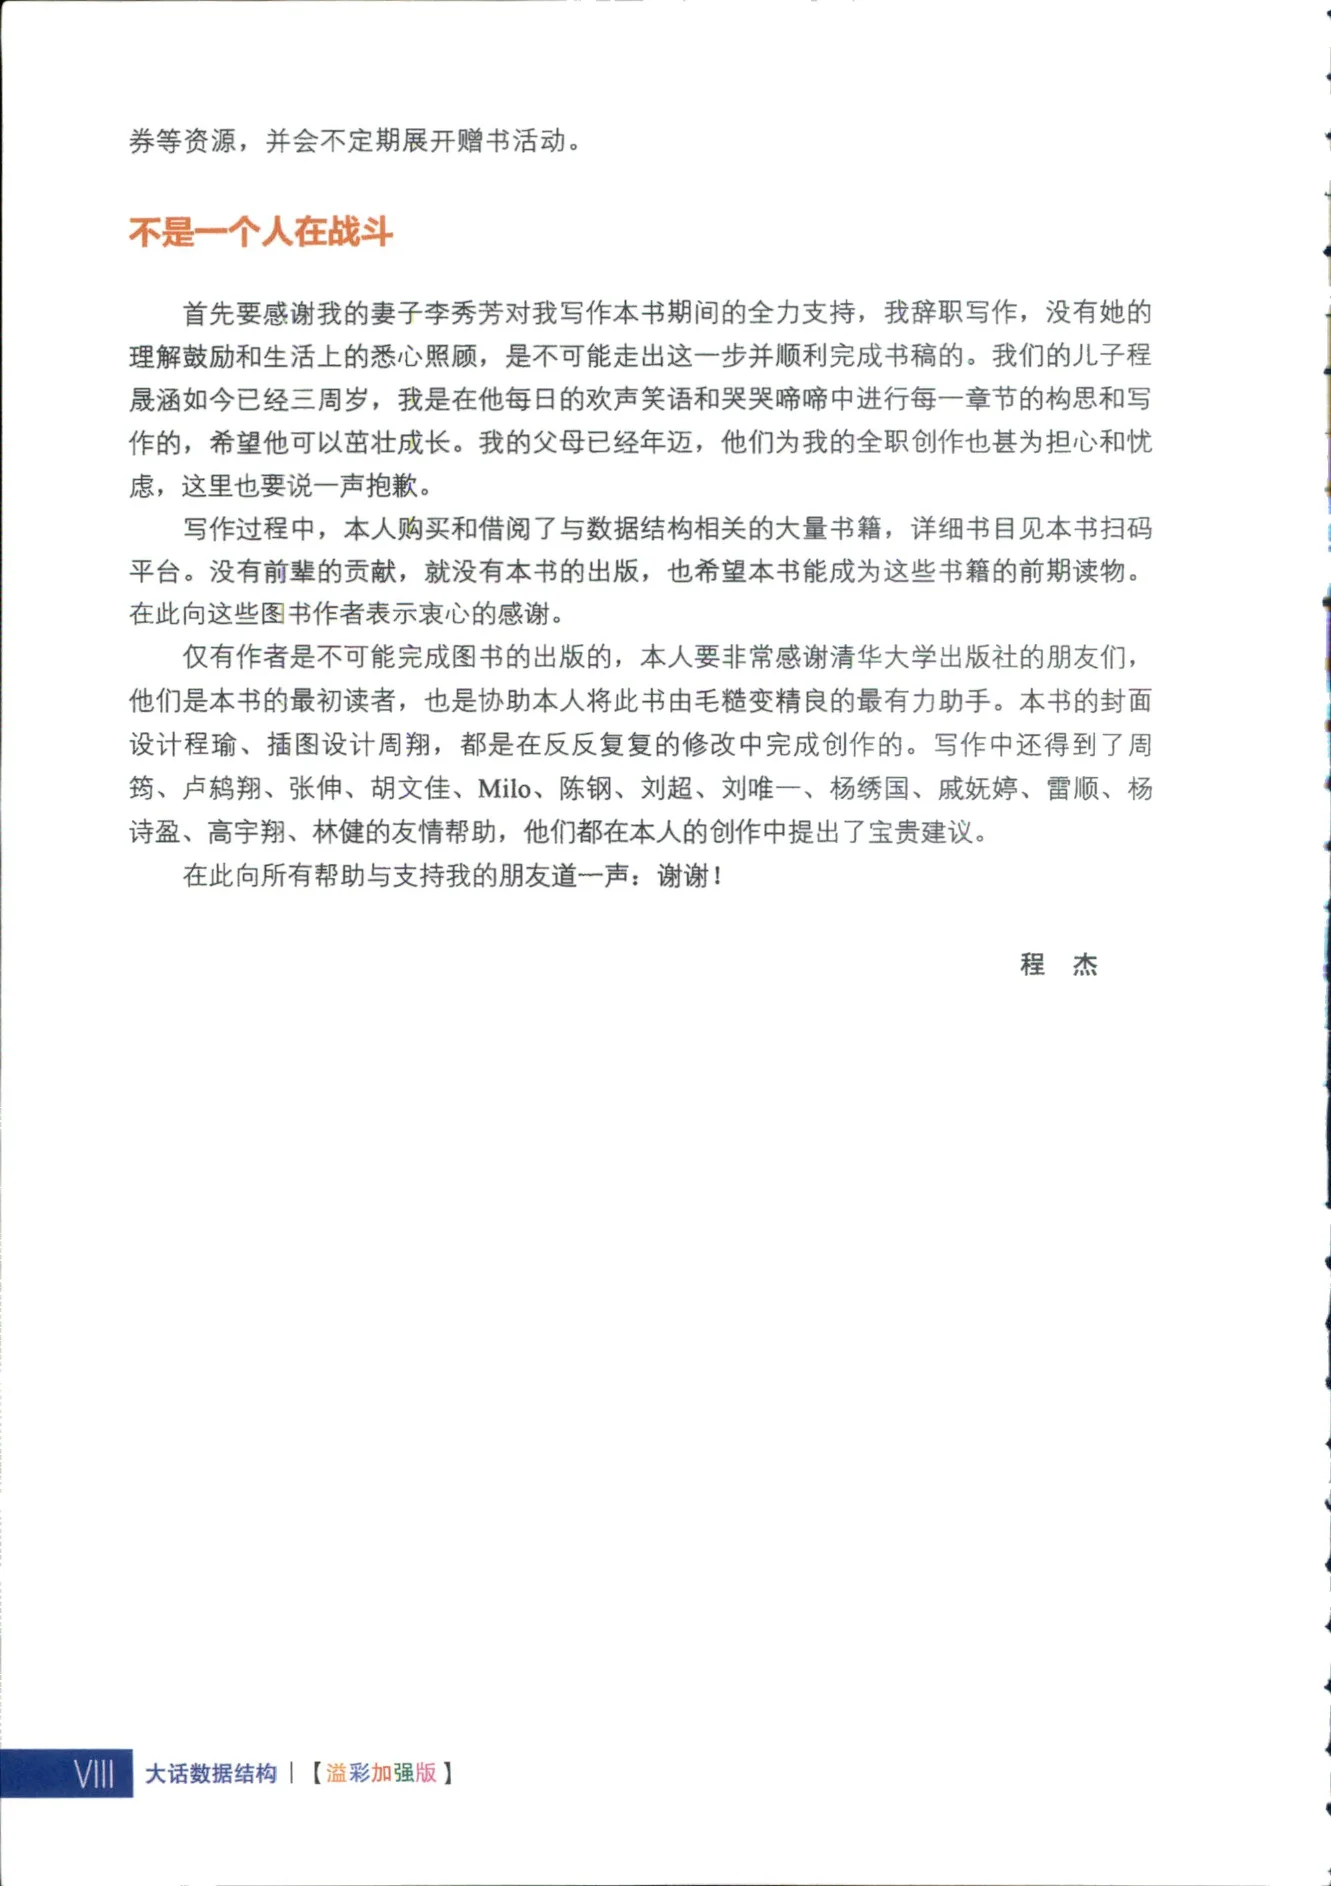 券等资源，并会不定期展开赠书活动。
不是一个人在战斗
首先要感谢我的妻子李秀芳对我写作本书期间的全力支持，我辞职写作，没有她的
理解鼓励和生活上的悉心照顾，是不可能走出这一步并顺利完成书稿的。我们的儿子程
晟涵如今已经三周岁，我是在他每日的欢声笑语和哭哭啼啼中进行每一章节的构思和写
作的，希望他可以茁壮成长。我的父母已经年迈，他们为我的全职创作也甚为担心和忧
虑，这里也要说一声抱歉。
写作过程中，本人购买和借阅了与数据结构相关的大量书籍，详细书目见本书扫码
平台。没有前辈的贡献，就没有本书的出版，也希望本书能成为这些书籍的前期读物。
在此向这些图书作者表示衷心的感谢。
仅有作者是不可能完成图书的出版的，本人要非常感谢清华大学出版社的朋友们，
他们是本书的最初读者，也是协助本人将此书由毛糙变精良的最有力助手。本书的封面
设计程瑜、插图设计周翔，都是在反反复复的修改中完成创作的。写作中还得到了周
筠、卢鸫翔、张伸、胡文佳、Milo、陈钢、刘超、刘唯一、杨绣国、戚妩婷、雷顺、杨
诗盈、高宇翔、林健的友情帮助，他们都在本人的创作中提出了宝贵建议。
在此向所有帮助与支持我的朋友道一声：谢谢！
程 杰
VIII 大话数据结构 | 【溢彩加强版】